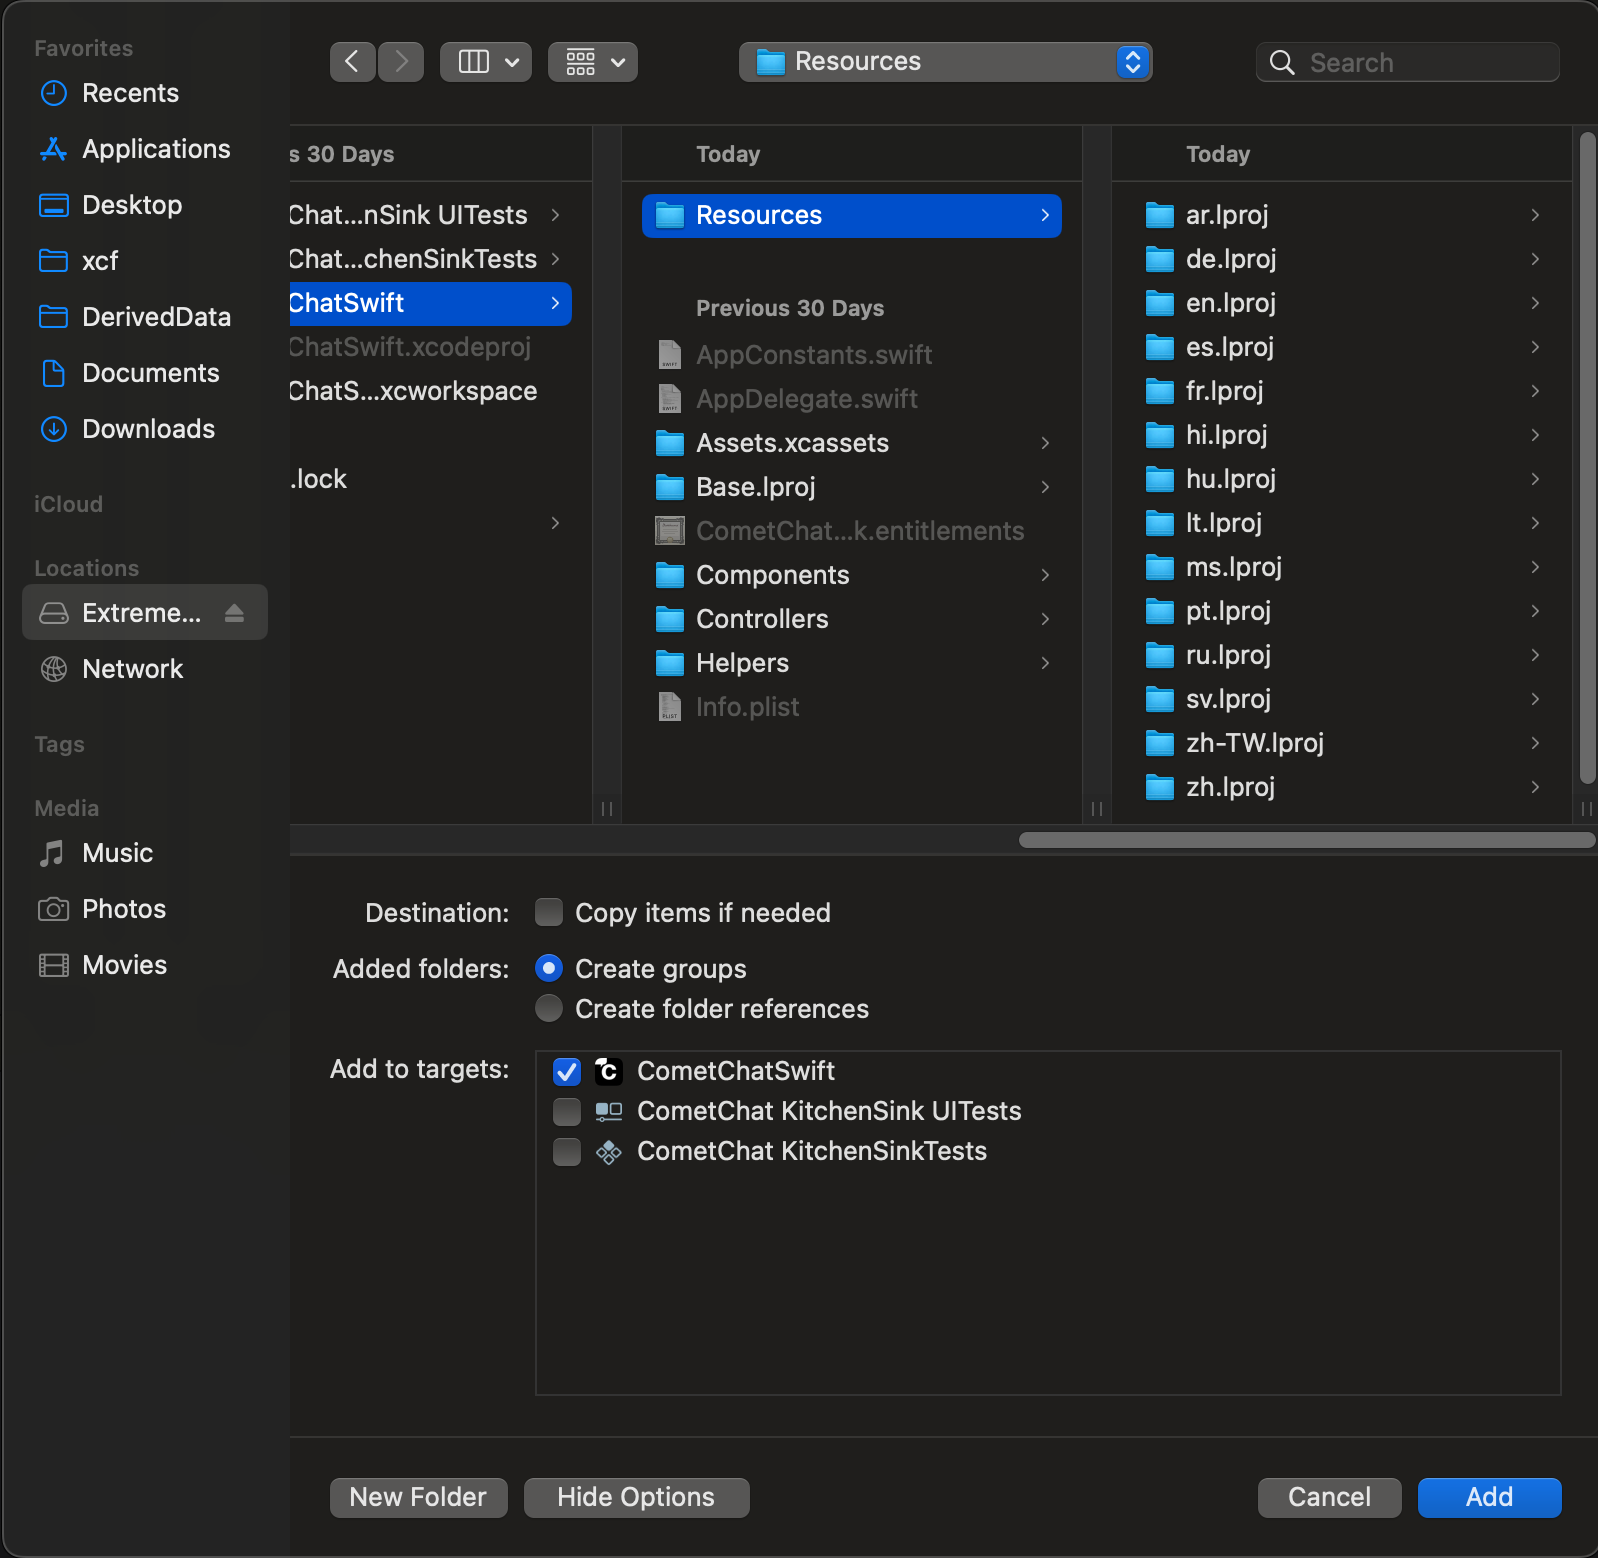 Favorites
Recents
Applications
Desktop
xcf
DerivedData
Documents
Downloads
iCloud
Locations
Extreme...
Network
Tags
Media
Music
Photos
Movies
Resources
Search
s 30 Days
Chat...nSink UITests
Chat...chenSinkTests
ChatSwift
ChatSwift.xcodeproj
ChatS...xcworkspace
.lock
Today
Resources
Previous 30 Days
AppConstants.swift
AppDelegate.swift
Assets.xcassets
Base.lproj
CometChat...k.entitlements
Components
Controllers
Helpers
Info.plist
Today
ar.lproj
de.lproj
en.lproj
es.lproj
fr.lproj
hi.lproj
hu.lproj
lt.lproj
ms.lproj
pt.lproj
ru.lproj
sv.lproj
zh-TW.lproj
zh.lproj
Destination: Copy items if needed
Added folders: Create groups
Create folder references
Add to targets: CometChatSwift
CometChat KitchenSink UITests
CometChat KitchenSinkTests
New Folder Hide Options Cancel Add